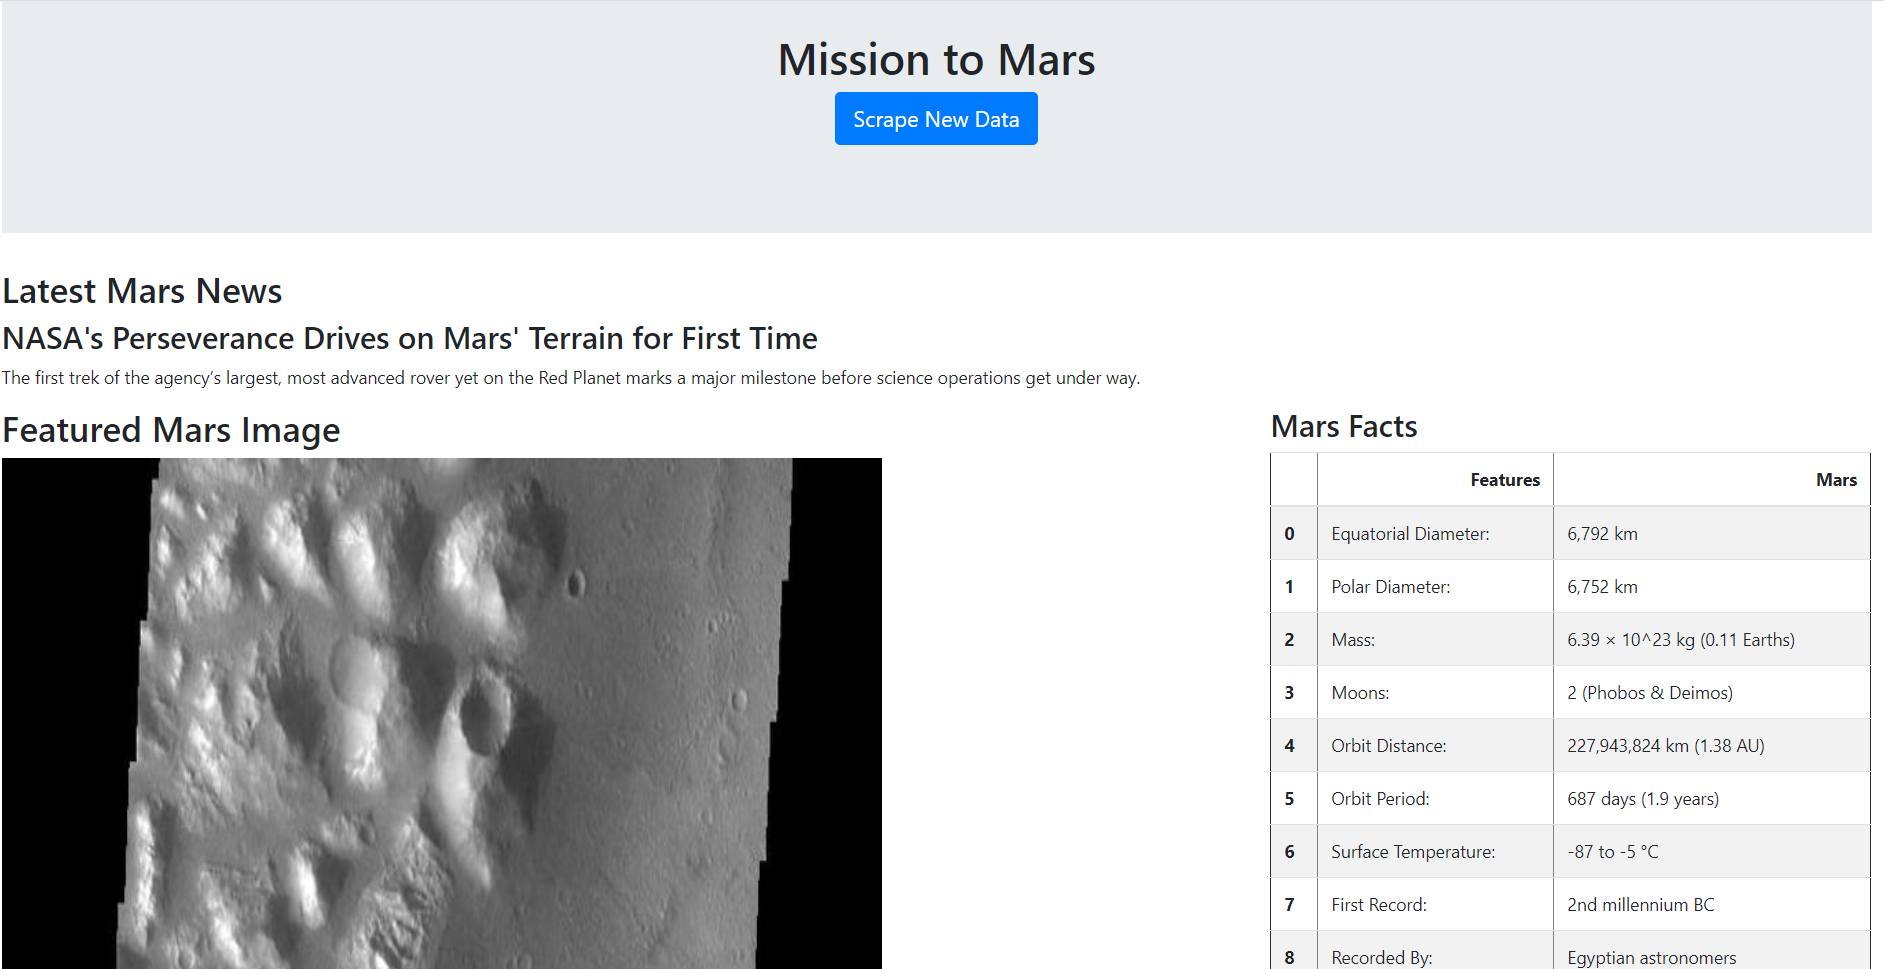 Mission to Mars
Scrape New Data
Latest Mars News
NASA's Perseverance Drives on Mars' Terrain for First Time
The first trek of the agency’s largest, most advanced rover yet on the Red Planet marks a major milestone before science operations get under way.
Featured Mars Image
Mars Facts
Features Mars
0 Equatorial Diameter: 6,792 km
1 Polar Diameter: 6,752 km
2 Mass: 6.39 × 10^23 kg (0.11 Earths)
3 Moons: 2 (Phobos & Deimos)
4 Orbit Distance: 227,943,824 km (1.38 AU)
5 Orbit Period: 687 days (1.9 years)
6 Surface Temperature: -87 to -5 °C
7 First Record: 2nd millennium BC
8 Recorded By: Egyptian astronomers